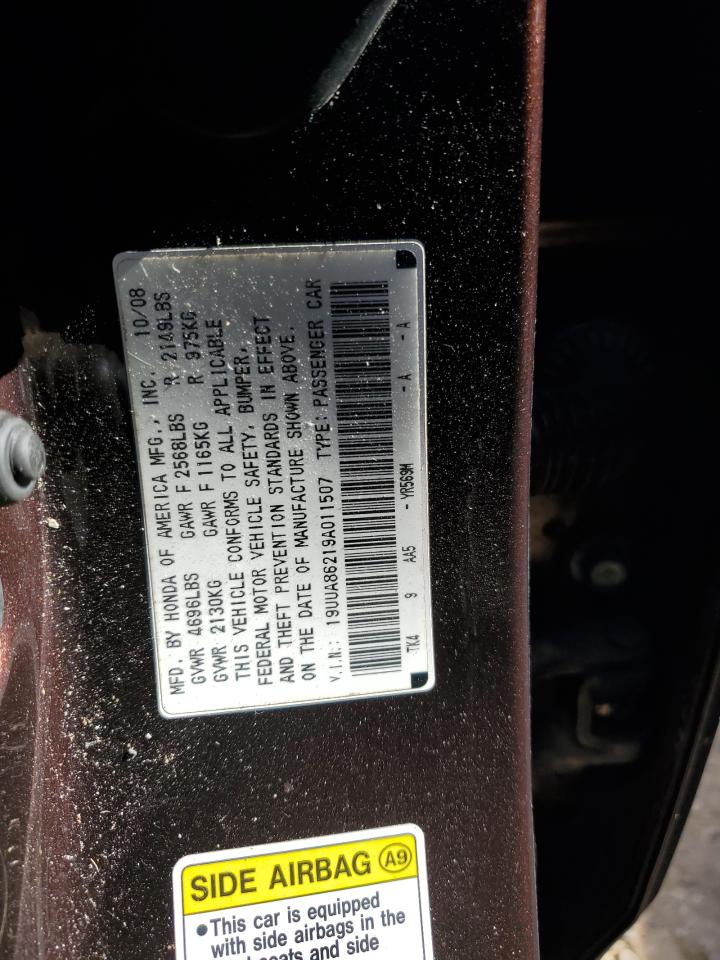 MFD. BY HONDA OF AMERICA MFG., INC. 10/08
GVWR 4696LBS GAWR F 2568LBS R 2149LBS
GVWR 2130KG GAWR F 1165KG R 975KG
THIS VEHICLE CONFORMS TO ALL APPLICABLE
FEDERAL MOTOR VEHICLE SAFETY, BUMPER,
AND THEFT PREVENTION STANDARDS IN EFFECT
ON THE DATE OF MANUFACTURE SHOWN ABOVE.
V.I.N.: 19UUA86219A011507 TYPE: PASSENGER CAR
TK4 9 AA5 -YR569M -A -A
SIDE AIRBAG A9
•This car is equipped
with side airbags in the
seats and side